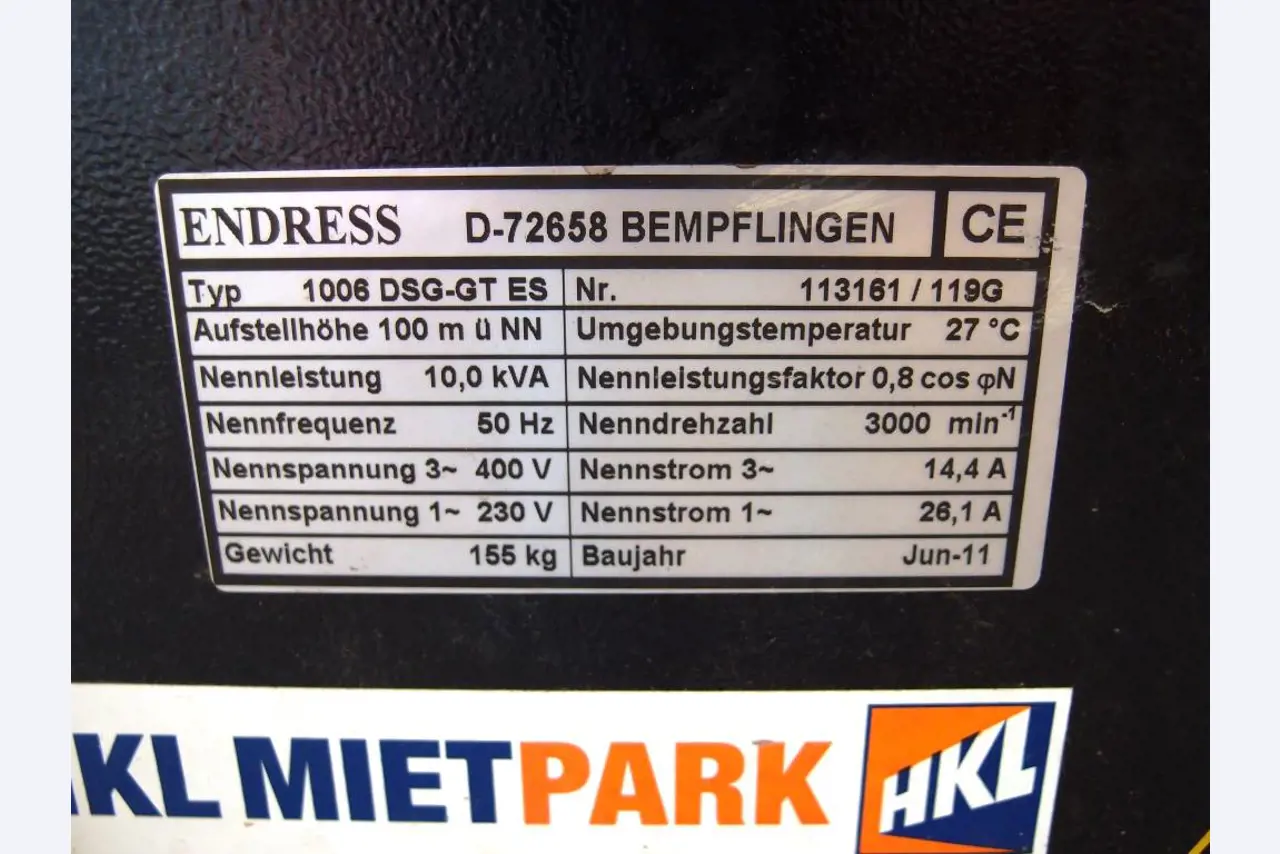 ENDRESS D-72658 BEMPFLINGEN CE
Typ 1006 DSG-GT ES Nr. 113161 / 119G
Aufstellhöhe 100 m ü NN Umgebungstemperatur 27 °C
Nennleistung 10,0 kVA Nennleistungsfaktor 0,8 cos φN
Nennfrequenz 50 Hz Nenndrehzahl 3000 min⁻¹
Nennspannung 3~ 400 V Nennstrom 3~ 14,4 A
Nennspannung 1~ 230 V Nennstrom 1~ 26,1 A
Gewicht 155 kg Baujahr Jun-11
HKL MIETPARK HKL